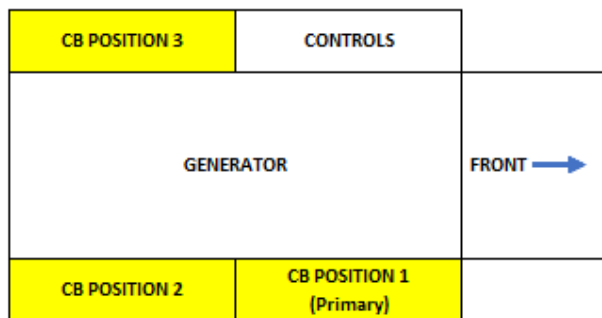 CB POSITION 3
CONTROLS
GENERATOR
FRONT
CB POSITION 2
CB POSITION 1
(Primary)